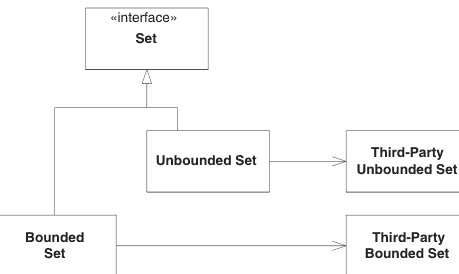 «interface»
Set
Unbounded Set
Third-Party
Unbounded Set
Bounded
Set
Third-Party
Bounded Set